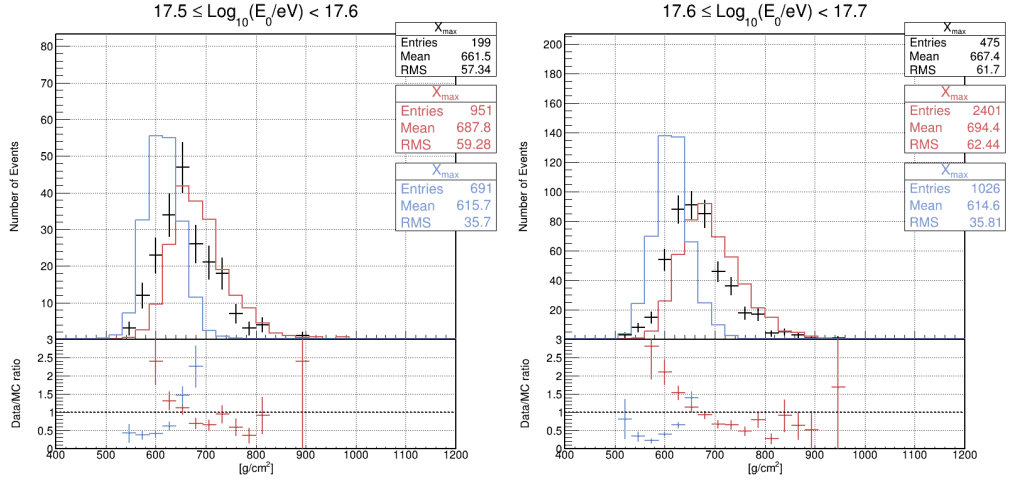 17.5 ≤ Log10(E0/eV) < 17.6
Xmax
Entries 199
Mean 661.5
RMS 57.34
Xmax
Entries 951
Mean 687.8
RMS 59.28
Xmax
Entries 691
Mean 615.7
RMS 35.7
Number of Events
80
70
60
50
40
30
20
10
3
Data/MC ratio
2.5
2
1.5
1
0.5
0
400 500 600 700 800 900 1000 1100 1200
[g/cm2]
17.6 ≤ Log10(E0/eV) < 17.7
Xmax
Entries 475
Mean 667.4
RMS 61.7
Xmax
Entries 2401
Mean 694.4
RMS 62.44
Xmax
Entries 1026
Mean 614.6
RMS 35.81
Number of Events
200
180
160
140
120
100
80
60
40
20
3
Data/MC ratio
2.5
2
1.5
1
0.5
0
400 500 600 700 800 900 1000 1100 1200
[g/cm2]